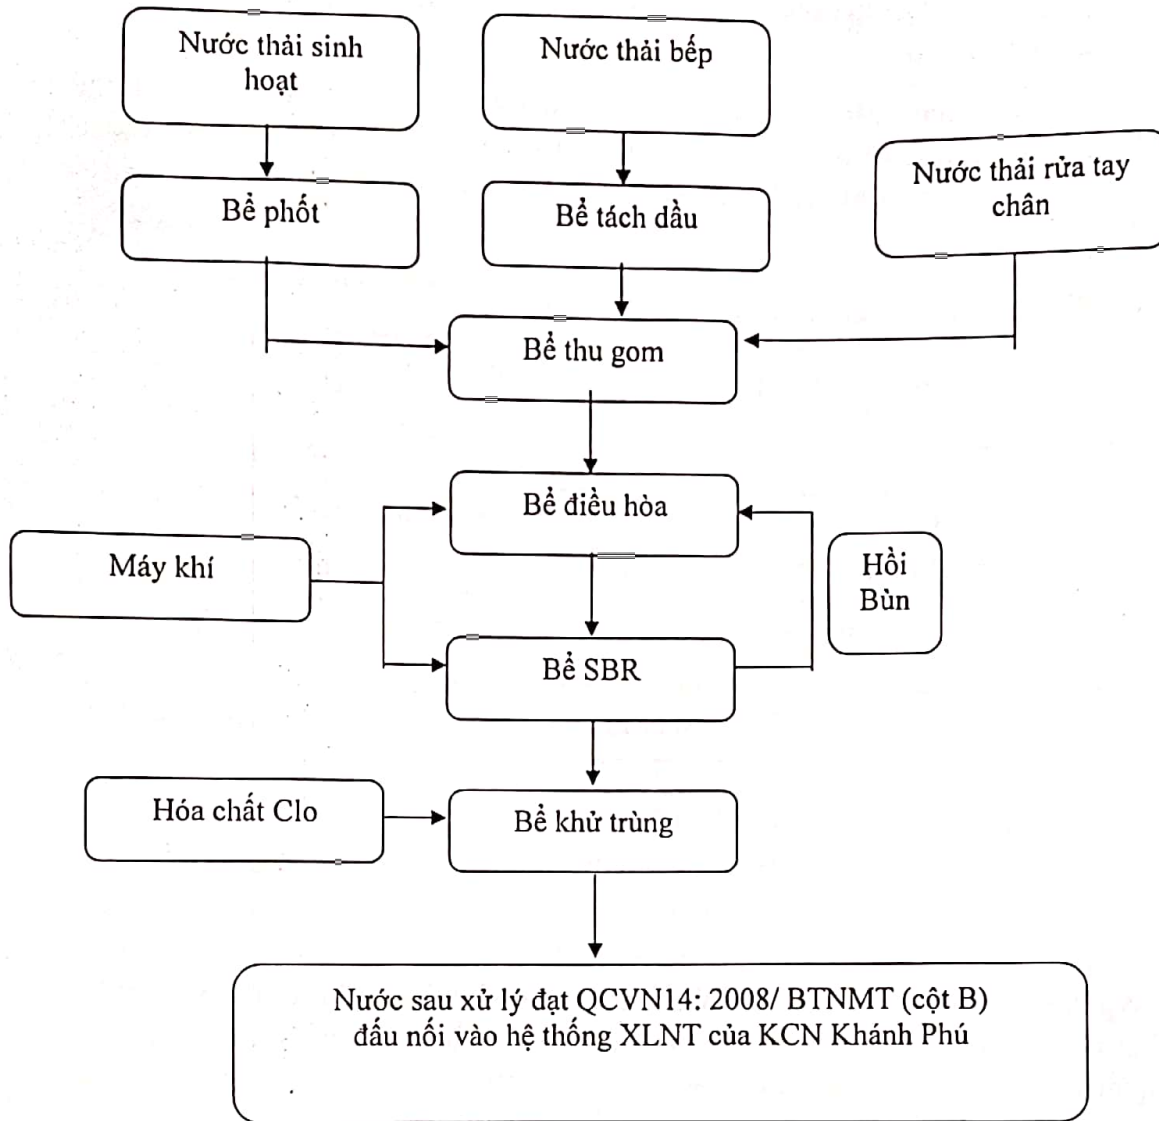 Nước thải sinh
hoạt
Nước thải bếp
Nước thải rửa tay
chân
Bể phốt
Bể tách dầu
Bể thu gom
Bể điều hòa
Máy khí
Hồi
Bùn
Bể SBR
Hóa chất Clo
Bể khử trùng
Nước sau xử lý đạt QCVN14: 2008/ BTNMT (cột B)
đấu nối vào hệ thống XLNT của KCN Khánh Phú